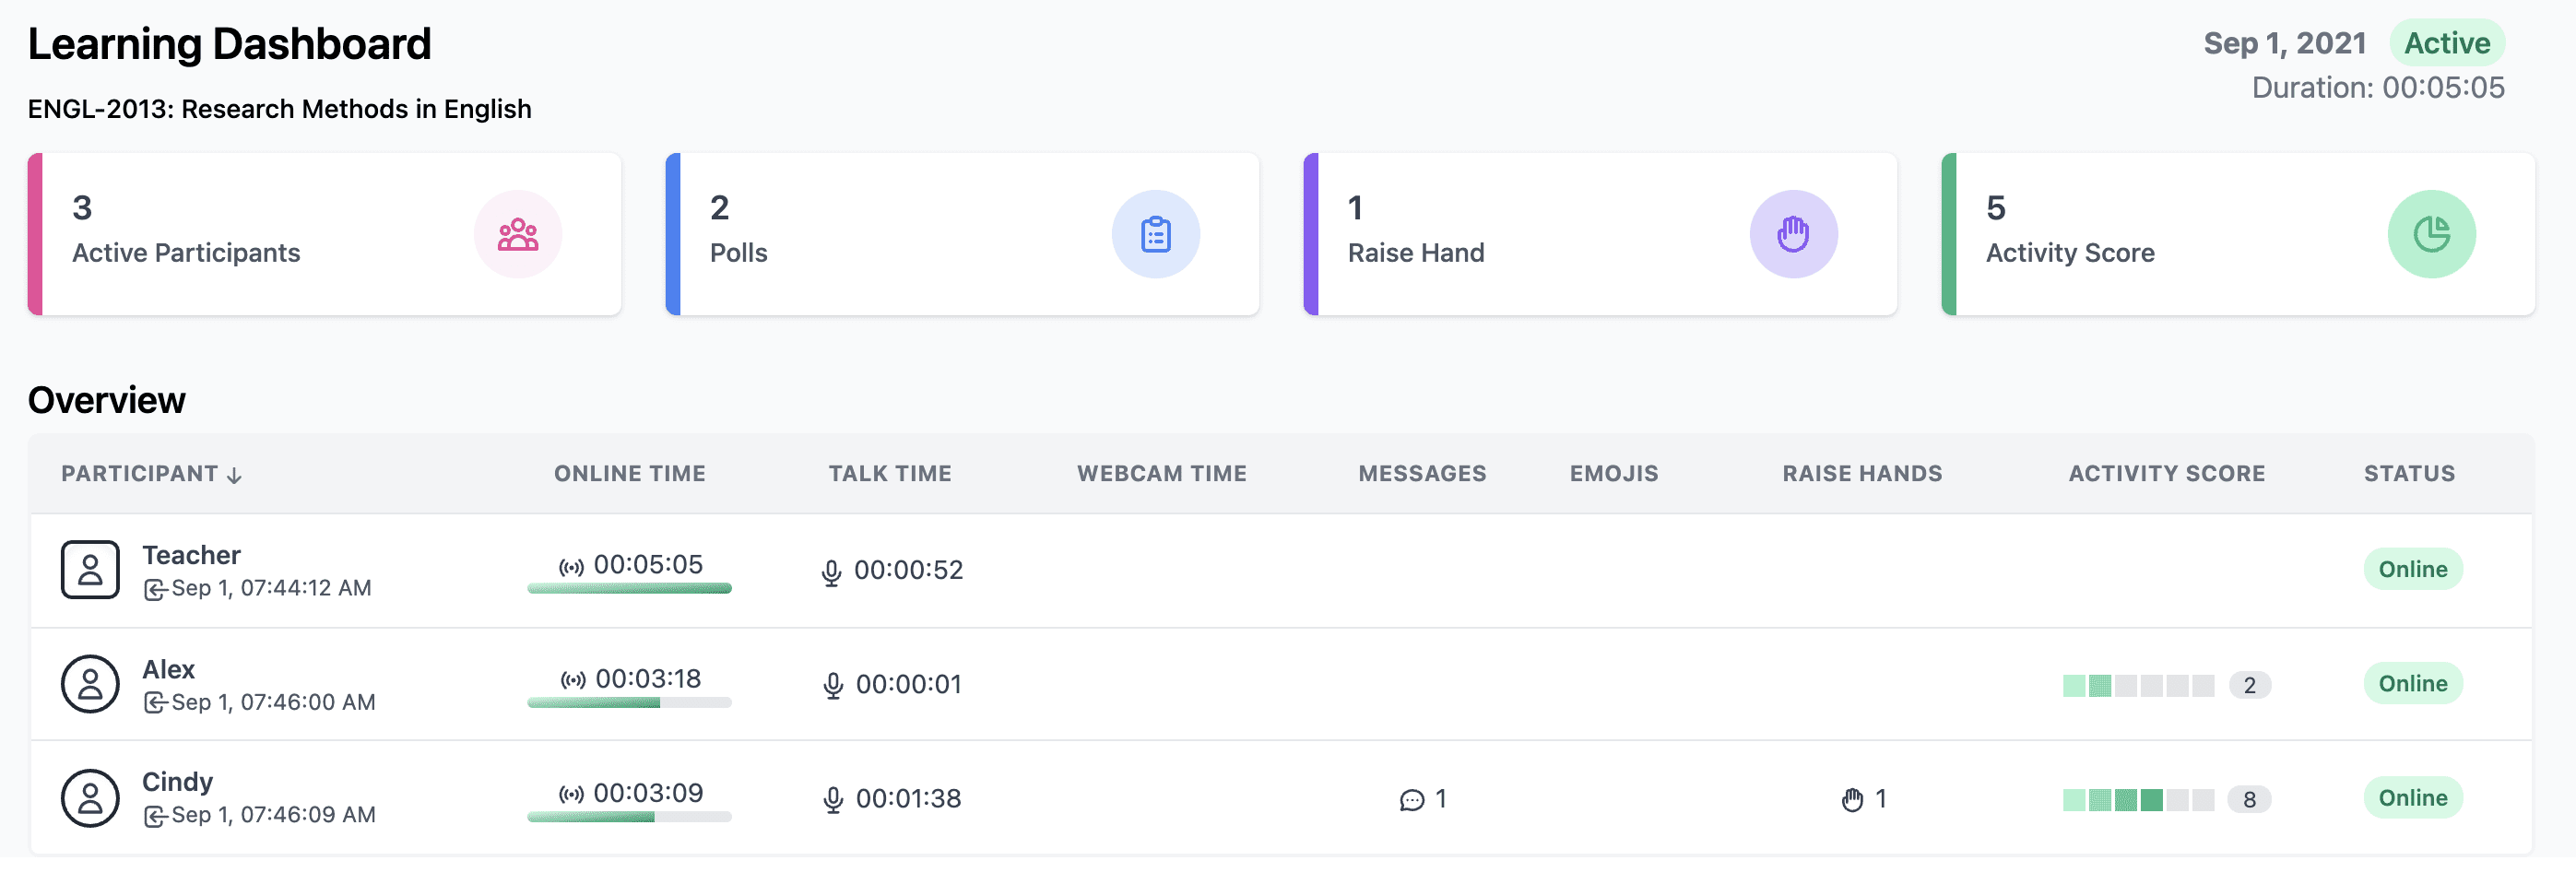 Learning Dashboard
Sep 1, 2021 Active
ENGL-2013: Research Methods in English
Duration: 00:05:05
3
Active Participants
2
Polls
1
Raise Hand
5
Activity Score
Overview
PARTICIPANT ONLINE TIME TALK TIME WEBCAM TIME MESSAGES EMOJIS RAISE HANDS ACTIVITY SCORE STATUS
Teacher
Sep 1, 07:44:12 AM
00:05:05 00:00:52 Online
Alex
Sep 1, 07:46:00 AM
00:03:18 00:00:01 2 Online
Cindy
Sep 1, 07:46:09 AM
00:03:09 00:01:38 1 1 8 Online